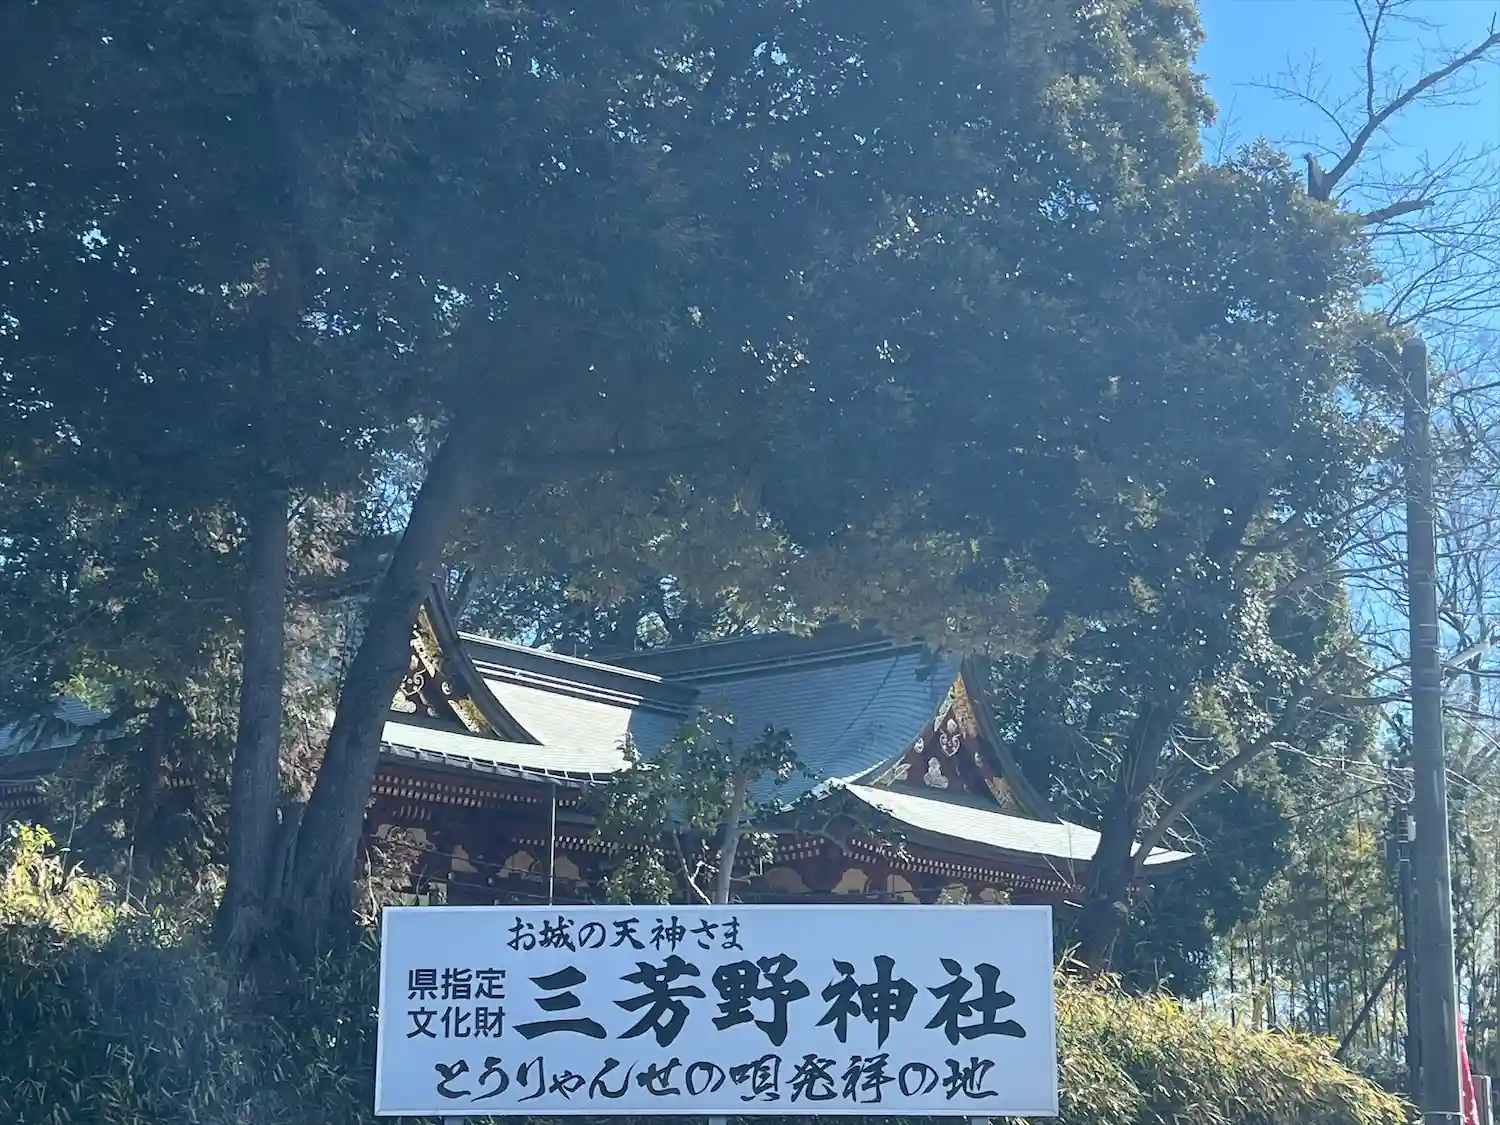 お城の天神さま
県指定
文化財
三芳野神社
とうりゃんせの唄発祥の地